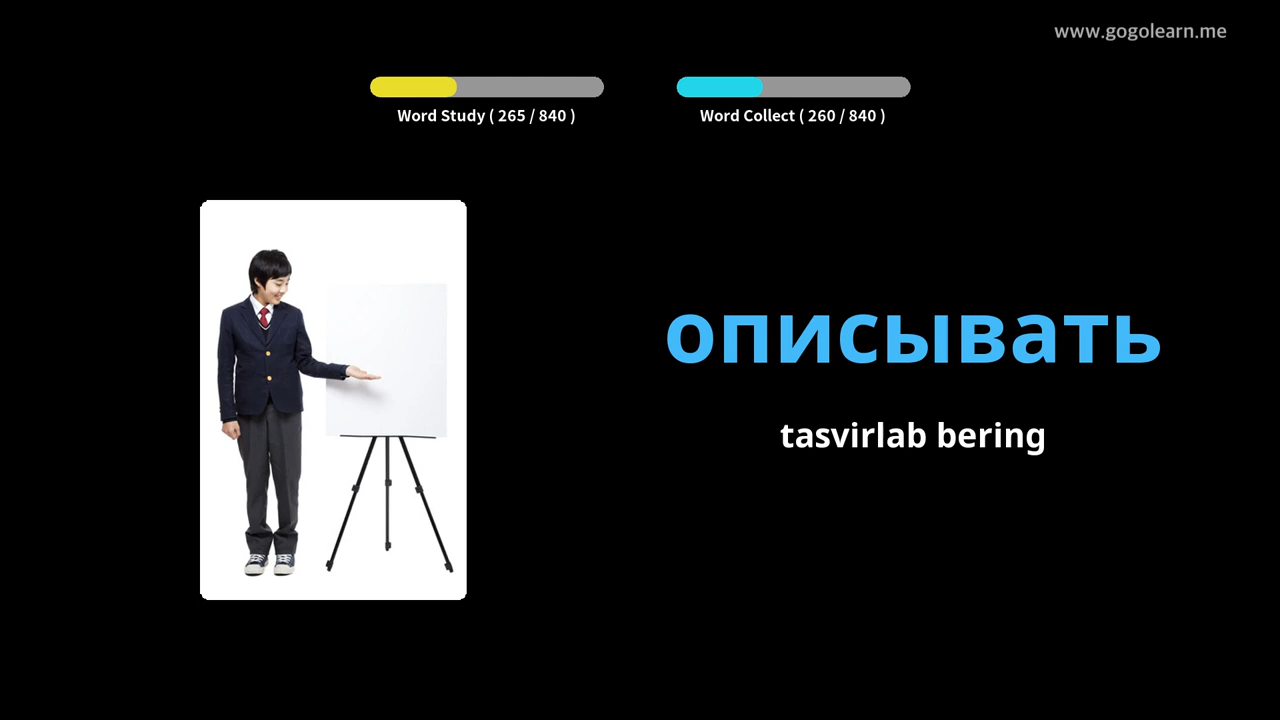 www.gogolearn.me
Word Study ( 265 / 840 )
Word Collect ( 260 / 840 )
описывать
tasvirlab bering